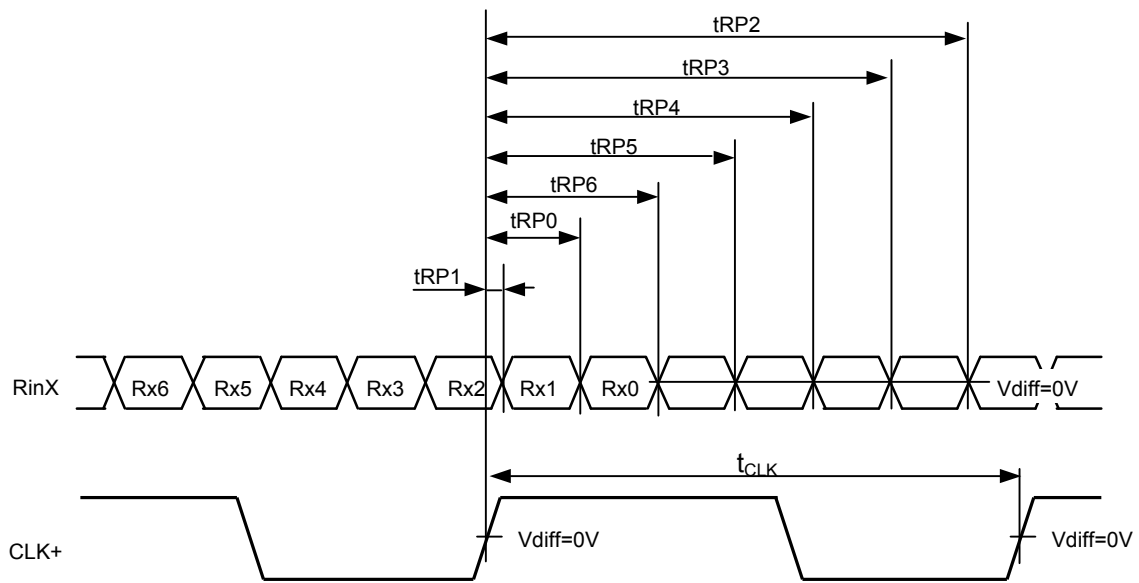 tRP2
tRP3
tRP4
tRP5
tRP6
tRP0
tRP1
RinX Rx6 Rx5 Rx4 Rx3 Rx2 Rx1 Rx0 Vdiff=0V
tCLK
CLK+ Vdiff=0V Vdiff=0V